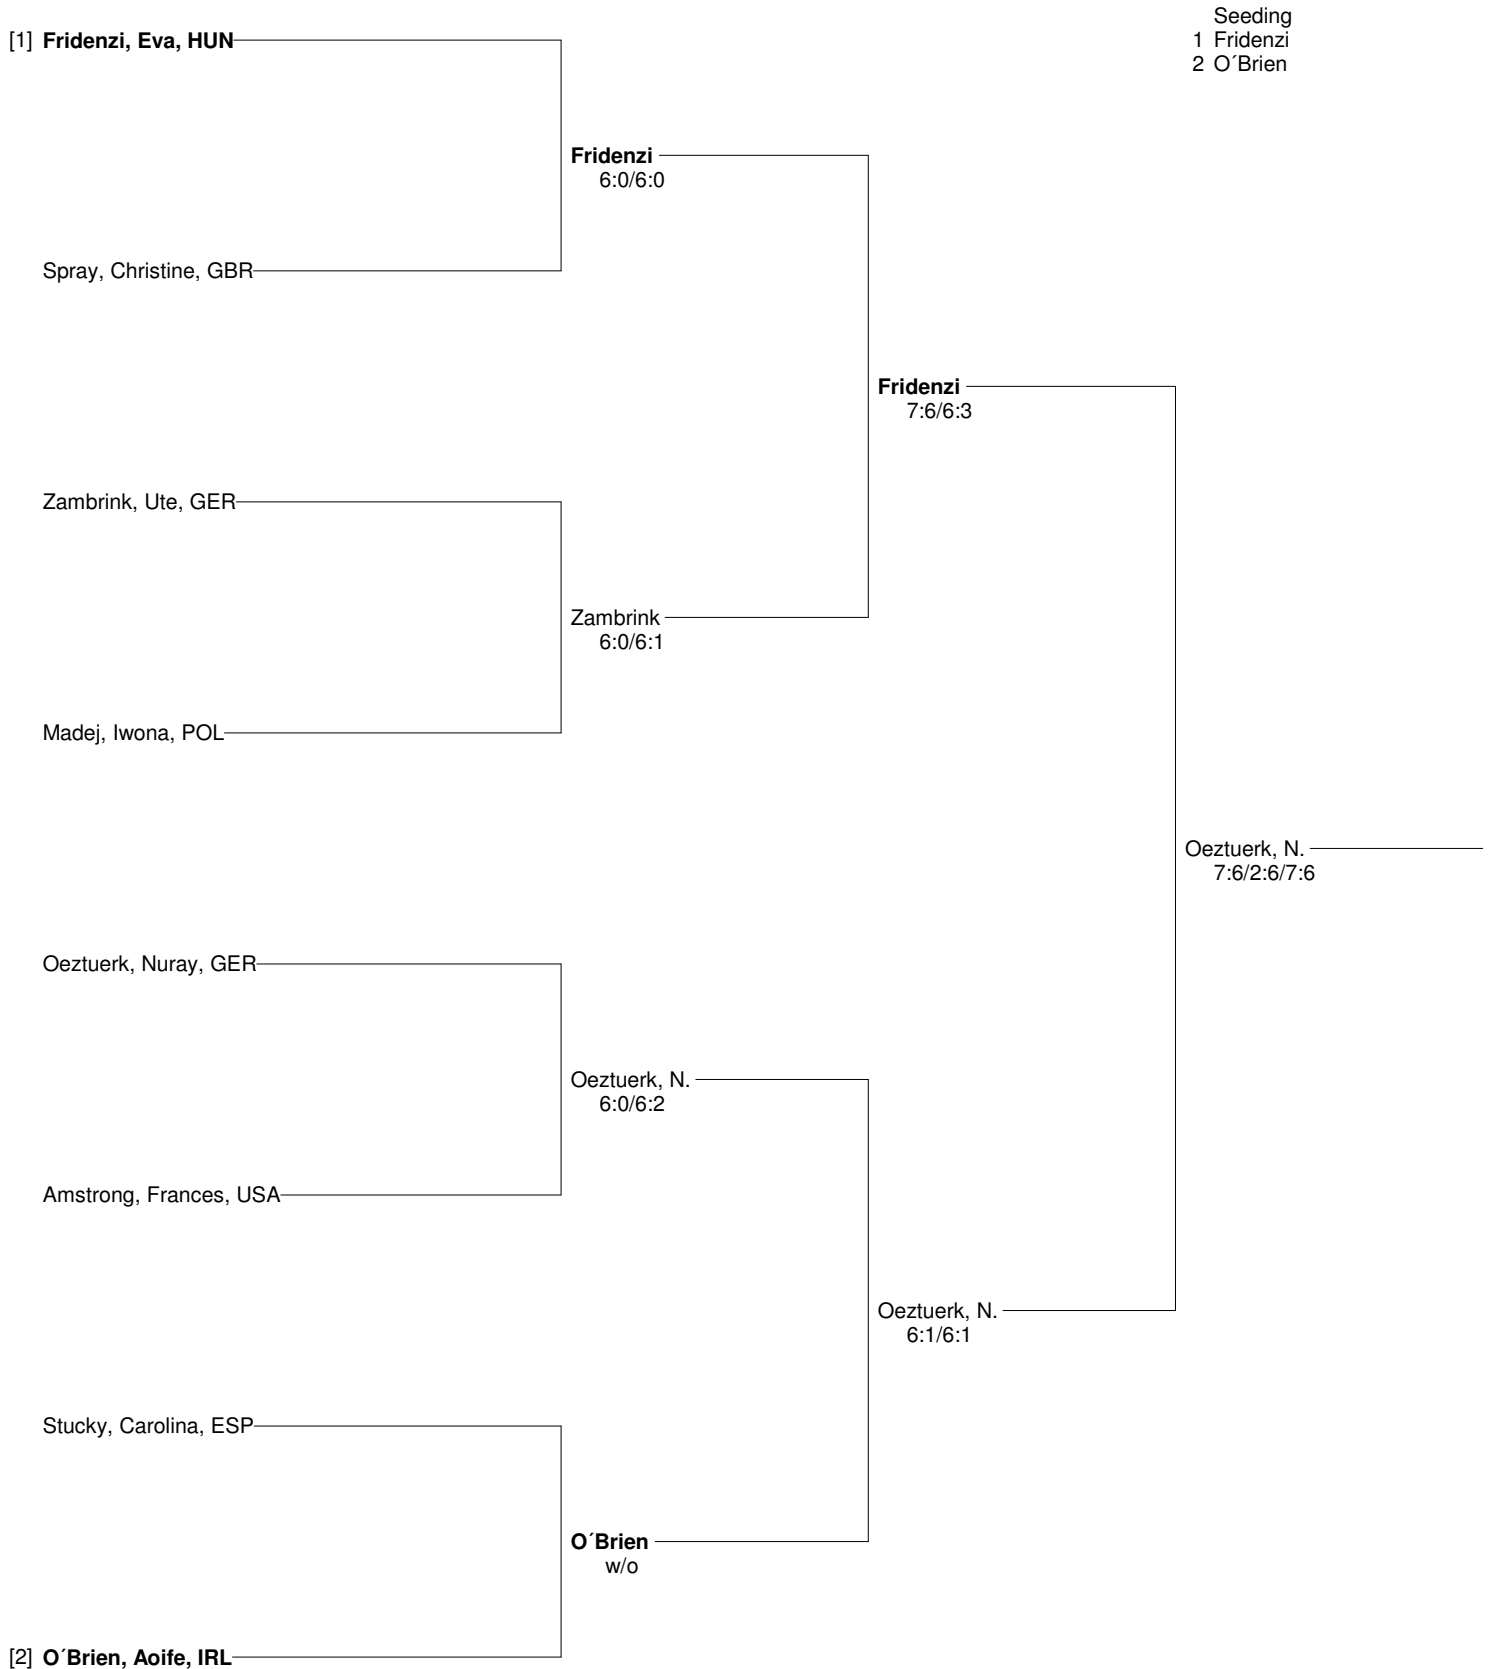 Seeding
1 Fridenzi
2 O´Brien
[1] Fridenzi, Eva, HUN
Fridenzi
6:0/6:0
Spray, Christine, GBR
Fridenzi
7:6/6:3
Zambrink, Ute, GER
Zambrink
6:0/6:1
Madej, Iwona, POL
Oeztuerk, N.
7:6/2:6/7:6
Oeztuerk, Nuray, GER
Oeztuerk, N.
6:0/6:2
Amstrong, Frances, USA
Oeztuerk, N.
6:1/6:1
Stucky, Carolina, ESP
O´Brien
w/o
[2] O´Brien, Aoife, IRL